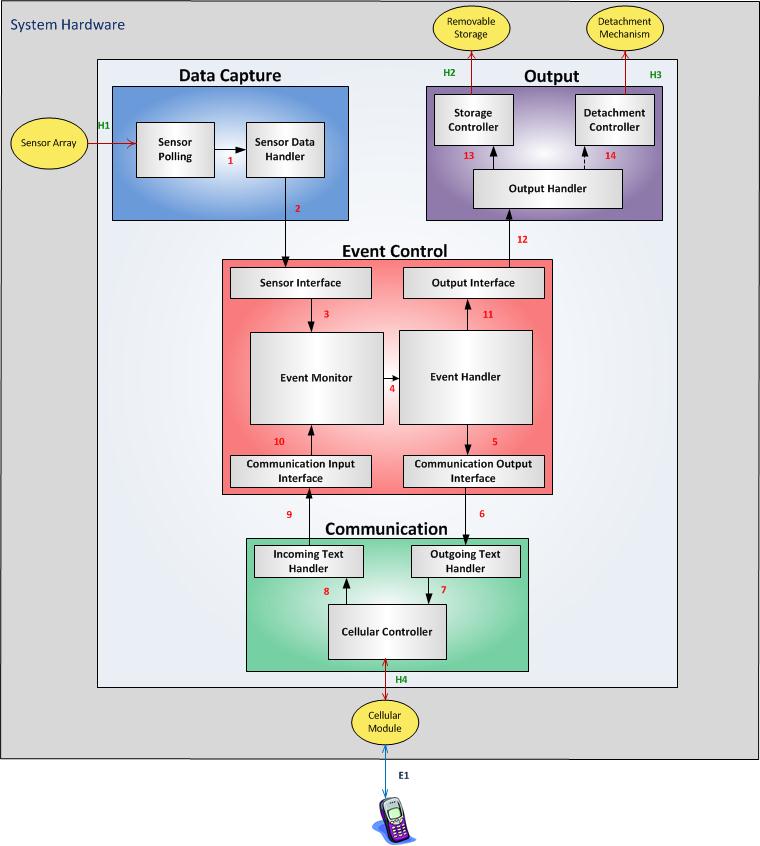 System Hardware
Removable
Storage
Detachment
Mechanism
H2
H3
Data Capture
Output
H1
Sensor Array
Sensor
Polling
1
Sensor Data
Handler
Storage
Controller
Detachment
Controller
13
14
Output Handler
2
12
Event Control
Sensor Interface
Output Interface
3
11
Event Monitor
4
Event Handler
10
5
Communication Input
Interface
Communication Output
Interface
9
6
Communication
Incoming Text
Handler
Outgoing Text
Handler
8
7
Cellular Controller
H4
Cellular
Module
E1